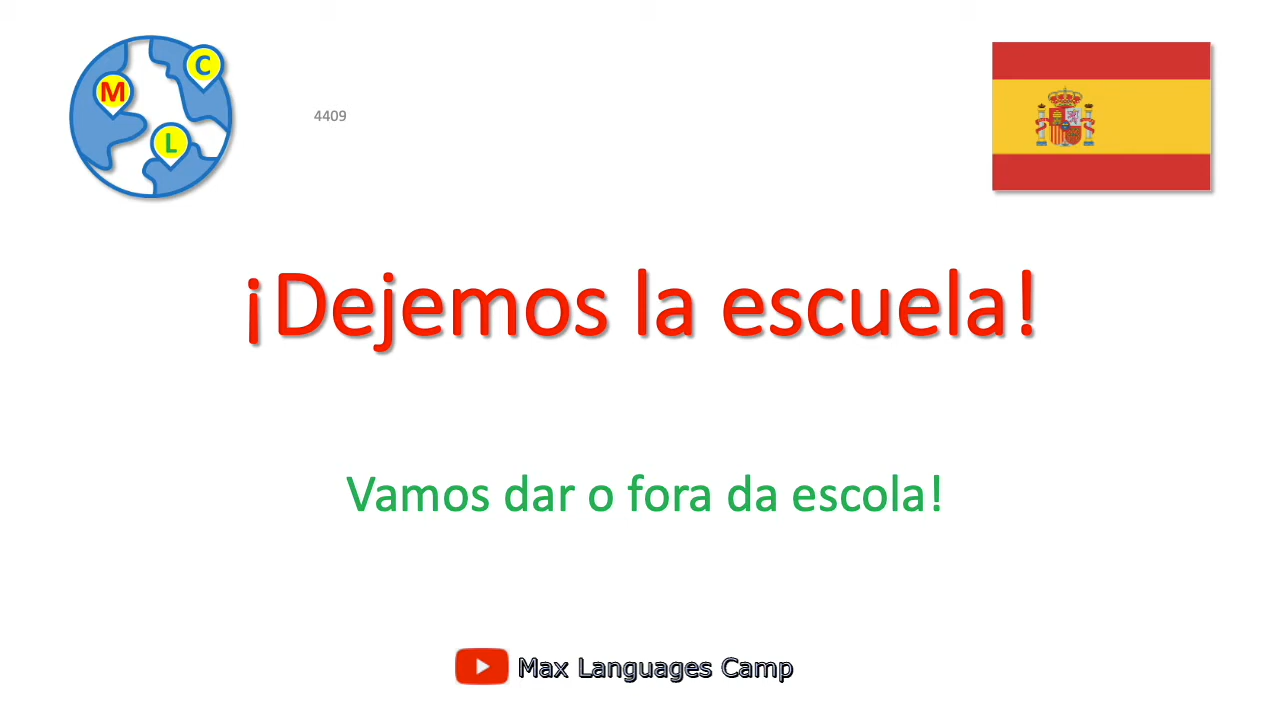 M
C
L
4409
¡Dejemos la escuela!
Vamos dar o fora da escola!
Max Languages Camp